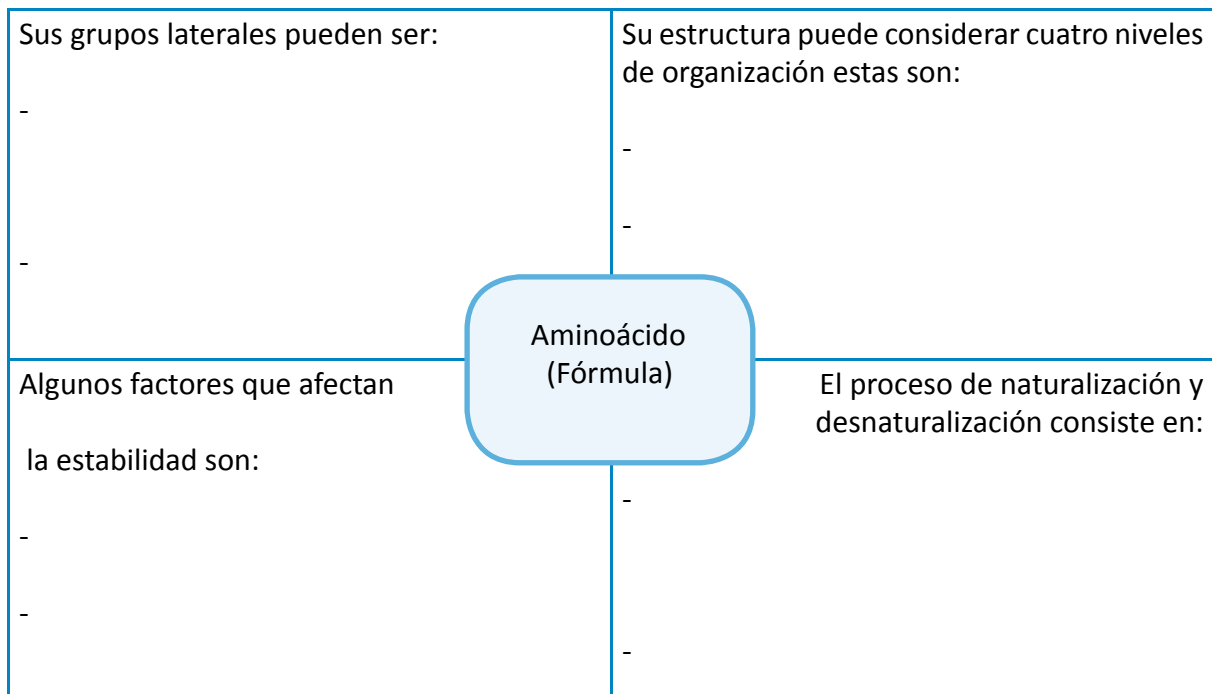 Sus grupos laterales pueden ser:
-
-
Su estructura puede considerar cuatro niveles
de organización estas son:
-
-
Aminoácido
(Fórmula)
Algunos factores que afectan
la estabilidad son:
-
-
El proceso de naturalización y
desnaturalización consiste en:
-
-